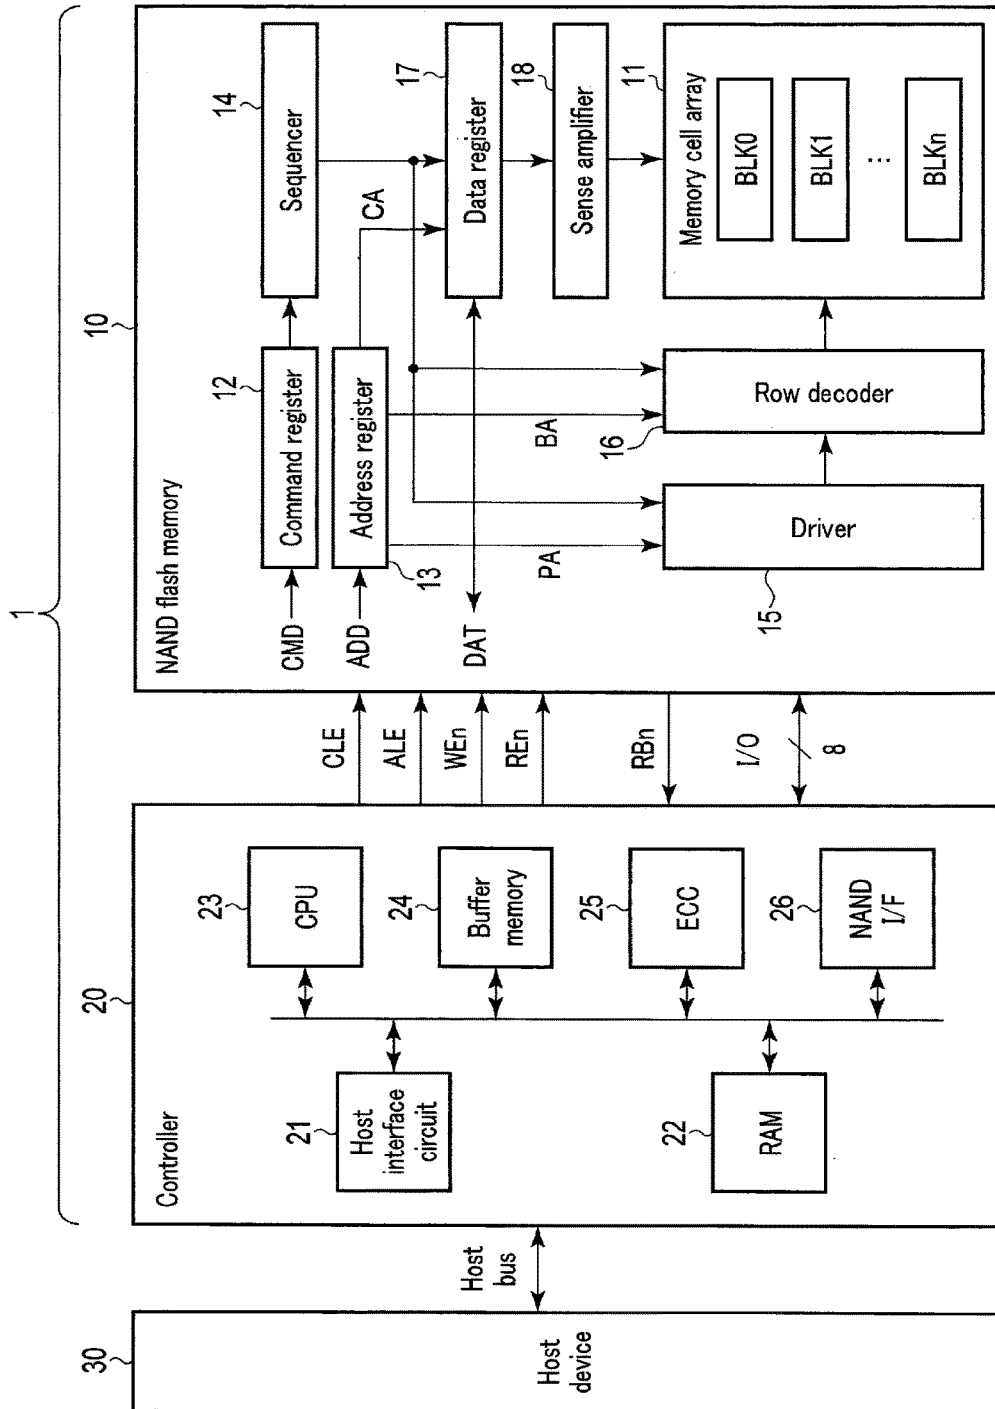 1
30
Host
device
Host
bus
20
Controller
21
Host
interface
circuit
22
RAM
23
CPU
24
Buffer
memory
25
ECC
26
NAND
I/F
CLE
ALE
WEn
REn
RBn
I/O
8
10
NAND flash memory
CMD
ADD
DAT
12
Command register
14
Sequencer
13
Address register
CA
PA
BA
17
Data register
18
Sense amplifier
15
Driver
16
Row decoder
11
Memory cell array
BLK0
BLK1
...
BLKn